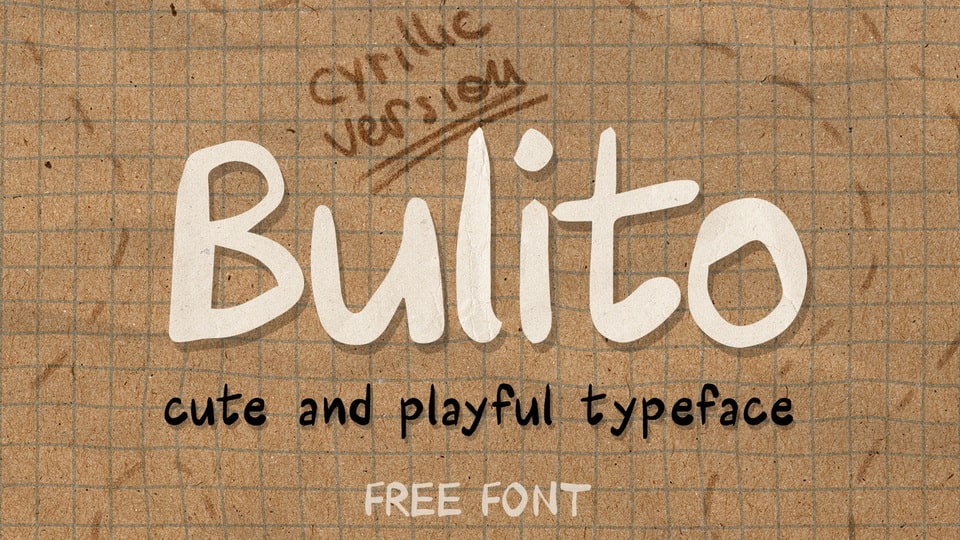 cyrillic
version
Bulito
cute and playful typeface
FREE FONT